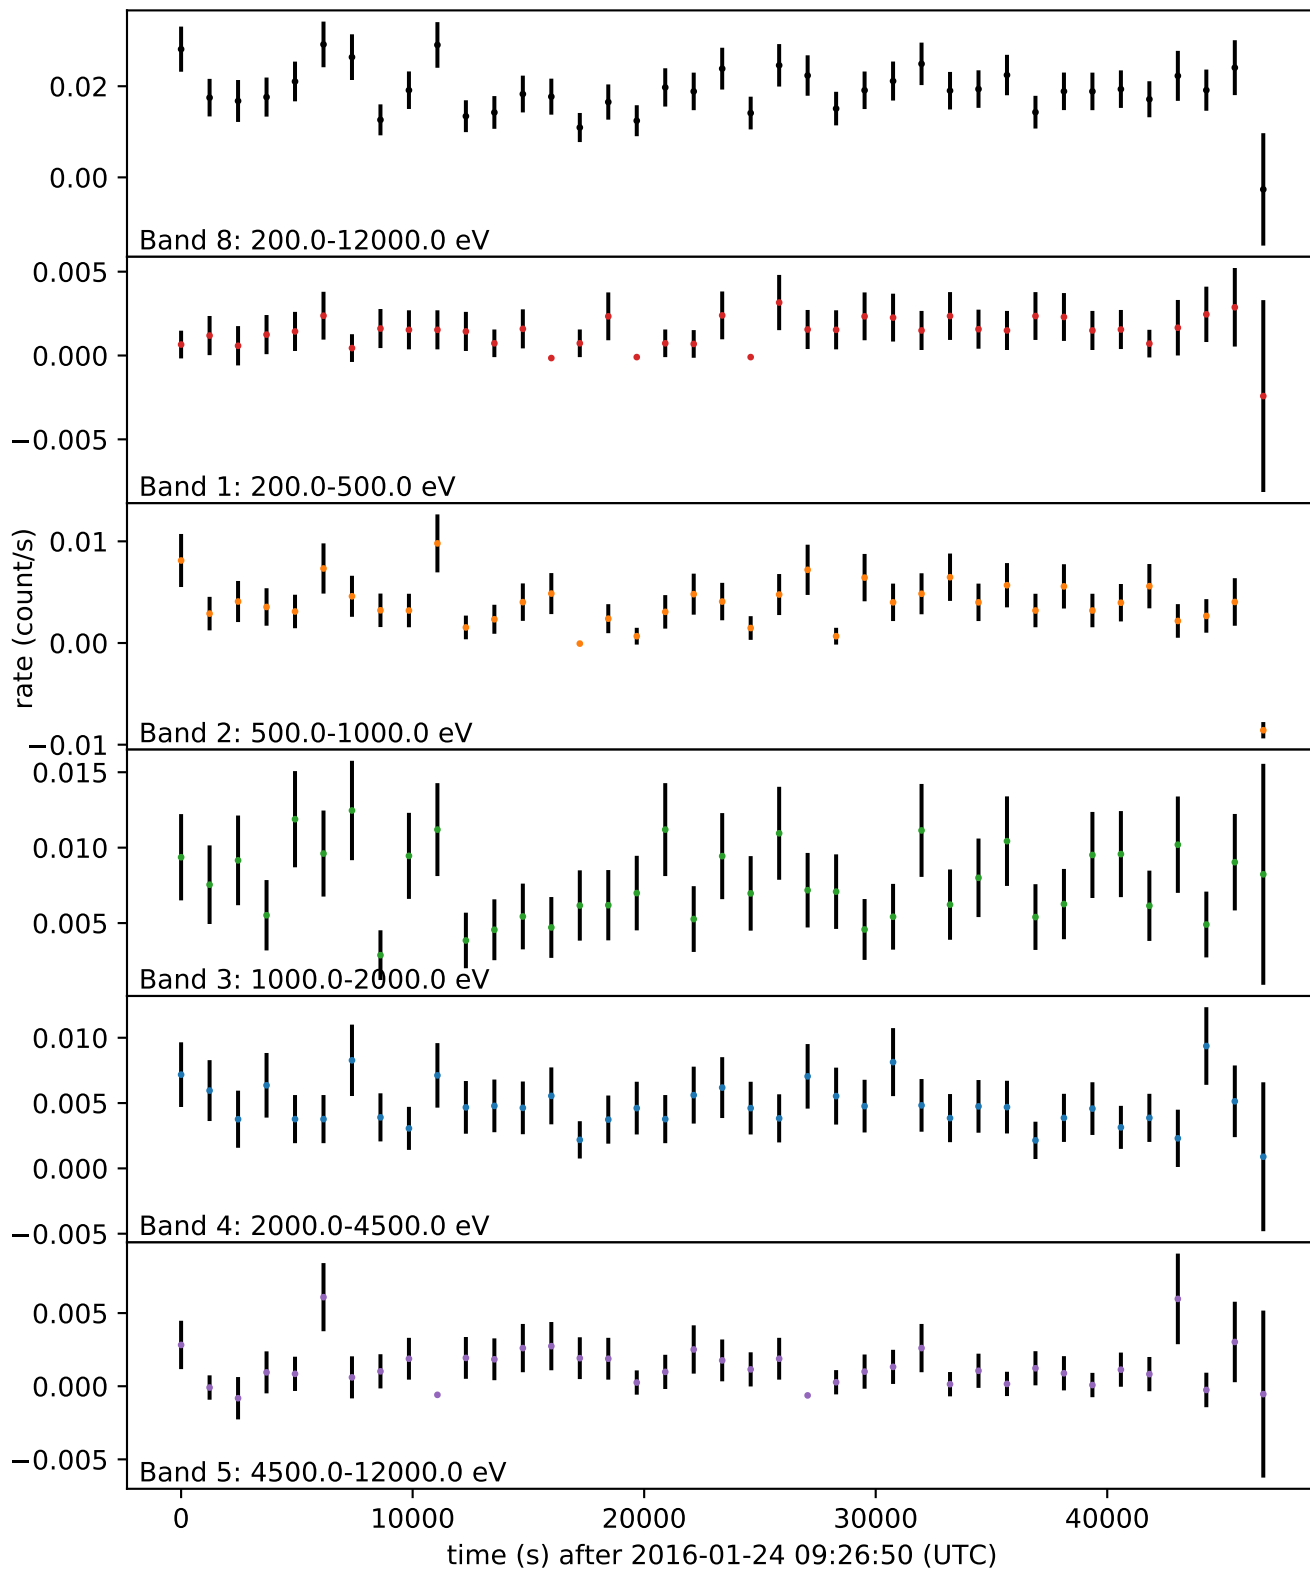 0.02
0.00
Band 8: 200.0-12000.0 eV
0.005
0.000
−0.005
Band 1: 200.0-500.0 eV
rate (count/s)
0.01
0.00
−0.01
Band 2: 500.0-1000.0 eV
0.015
0.010
0.005
Band 3: 1000.0-2000.0 eV
0.010
0.005
0.000
−0.005
Band 4: 2000.0-4500.0 eV
0.005
0.000
−0.005
Band 5: 4500.0-12000.0 eV
0 10000 20000 30000 40000
time (s) after 2016-01-24 09:26:50 (UTC)